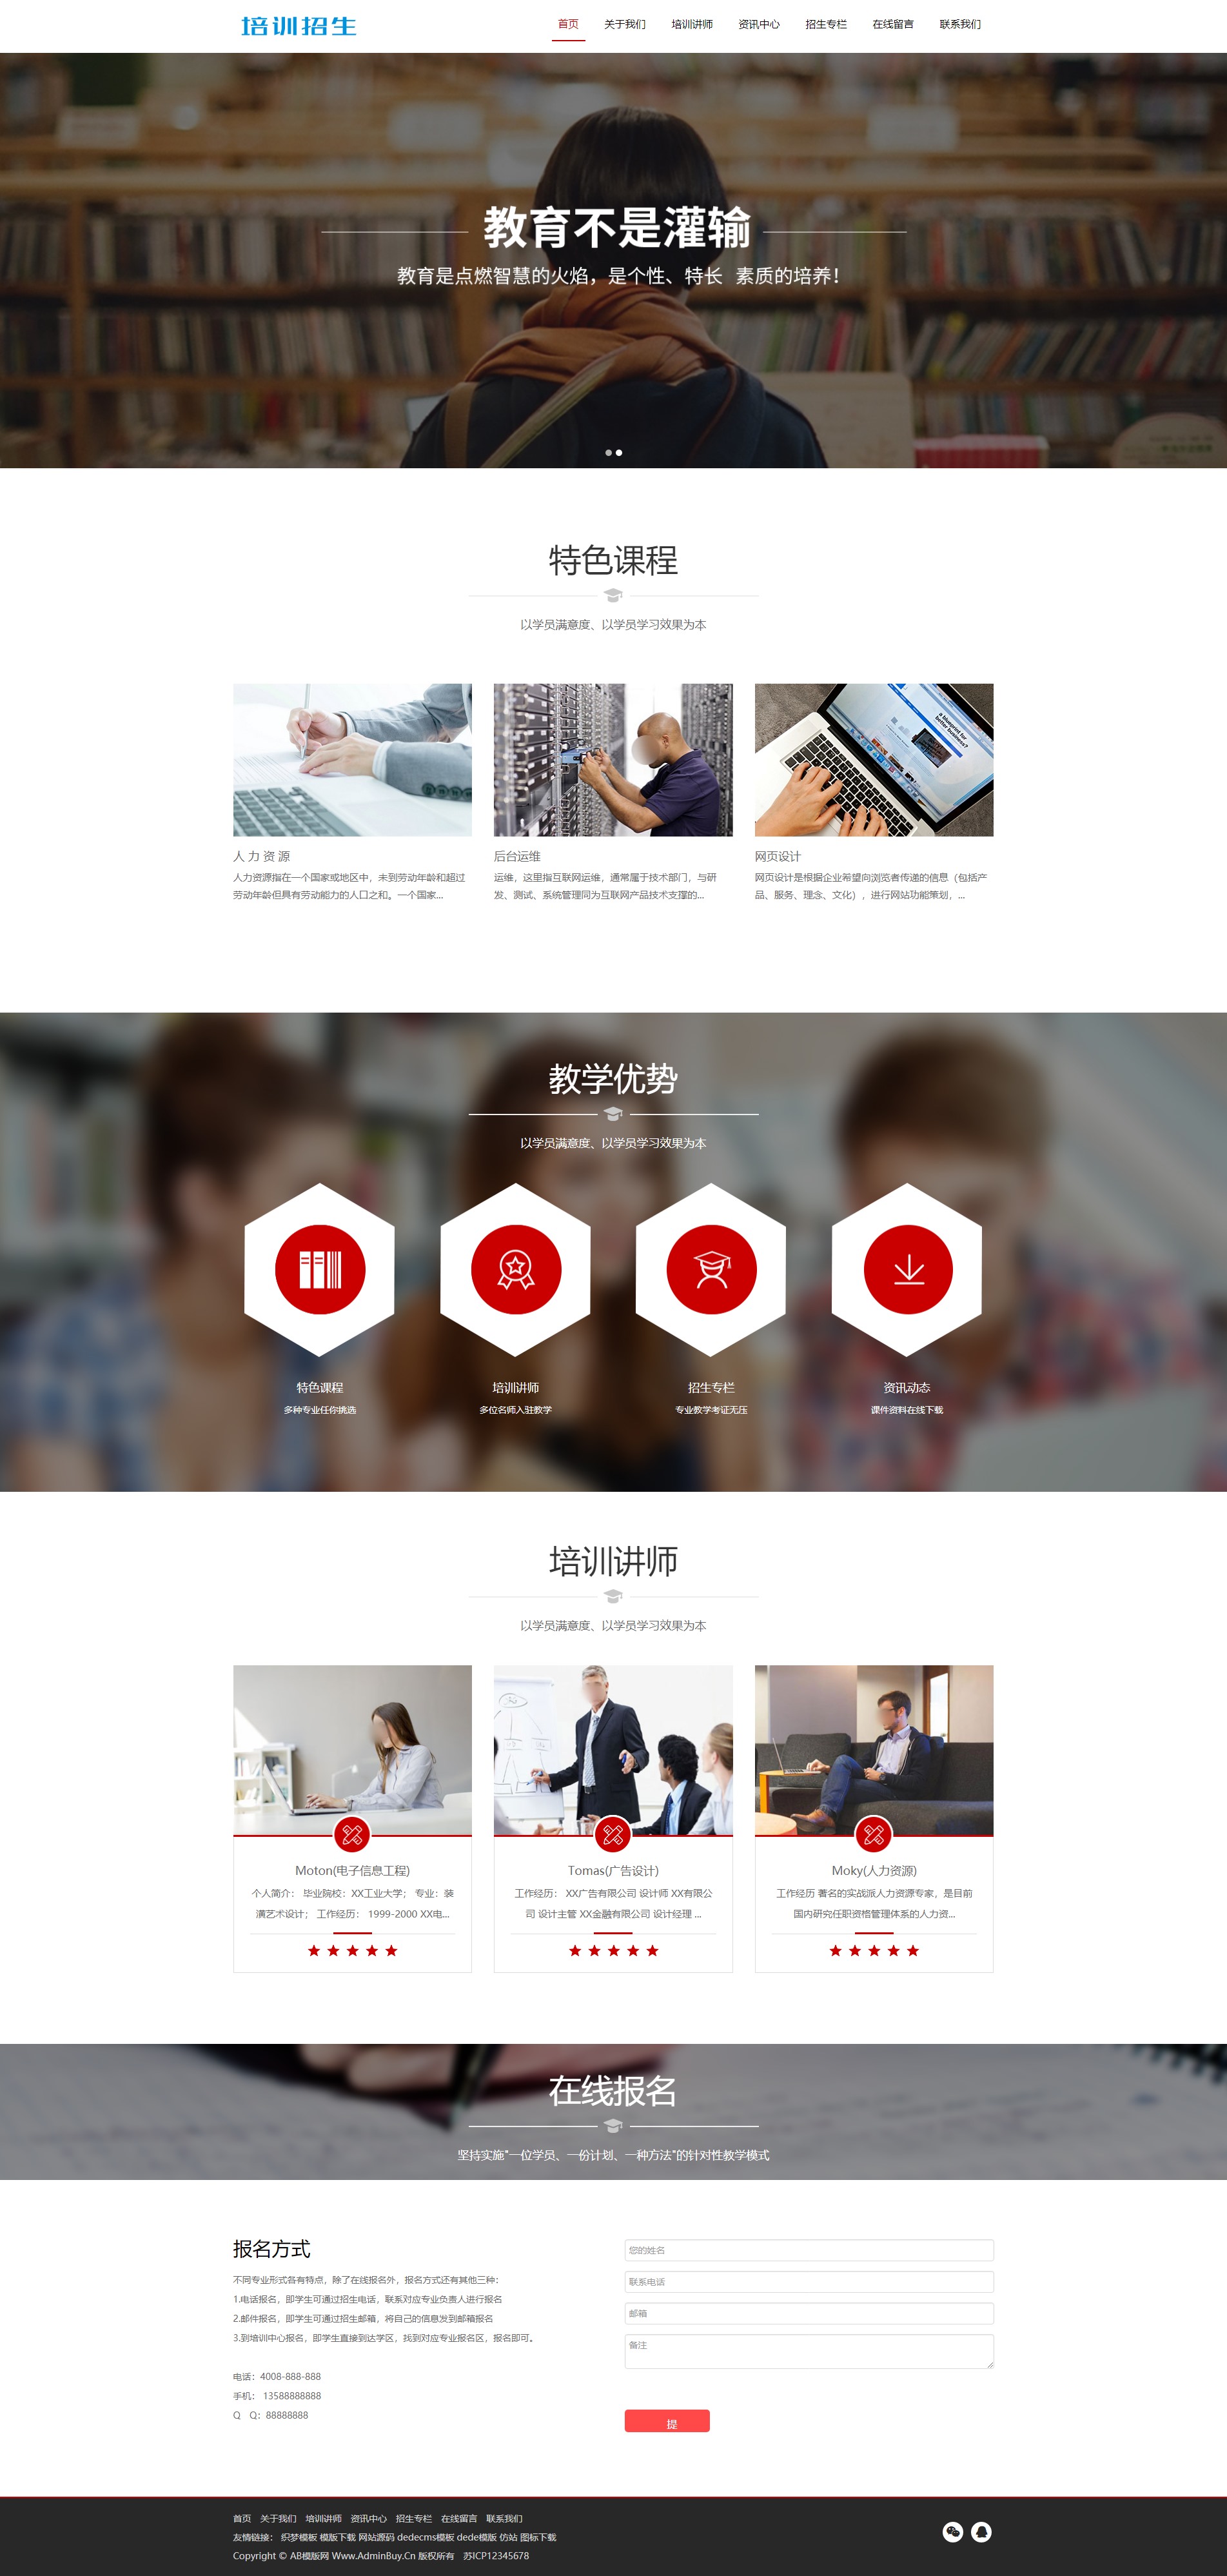 培训招生
首页 关于我们 培训讲师 资讯中心 招生专栏 在线留言 联系我们
教育不是灌输
教育是点燃智慧的火焰，是个性、特长 素质的培养！
特色课程
以学员满意度、以学员学习效果为本
a blueprint for
better business?
人 力 资 源
人力资源指在一个国家或地区中，未到劳动年龄和超过
劳动年龄但具有劳动能力的人口之和。一个国家...
后台运维
运维，这里指互联网运维，通常属于技术部门，与研
发、测试、系统管理同为互联网产品技术支撑的...
网页设计
网页设计是根据企业希望向浏览者传递的信息（包括产
品、服务、理念、文化），进行网站功能策划，...
教学优势
以学员满意度、以学员学习效果为本
特色课程
多种专业任你挑选
培训讲师
多位名师入驻教学
招生专栏
专业教学考证无压
资讯动态
课件资料在线下载
培训讲师
以学员满意度、以学员学习效果为本
Moton(电子信息工程)
个人简介： 毕业院校：XX工业大学； 专业：装
潢艺术设计； 工作经历： 1999-2000 XX电...
Tomas(广告设计)
工作经历： XX广告有限公司 设计师 XX有限公
司 设计主管 XX金融有限公司 设计经理 ...
Moky(人力资源)
工作经历 著名的实战派人力资源专家，是目前
国内研究任职资格管理体系的人力资...
在线报名
坚持实施"一位学员、一份计划、一种方法"的针对性教学模式
报名方式
不同专业形式各有特点，除了在线报名外，报名方式还有其他三种：
1.电话报名，即学生可通过招生电话，联系对应专业负责人进行报名
2.邮件报名，即学生可通过招生邮箱，将自己的信息发到邮箱报名
3.到培训中心报名，即学生直接到达学区，找到对应专业报名区，报名即可。
电话：4008-888-888
手机： 13588888888
Q Q：88888888
您的姓名
联系电话
邮箱
备注
提
首页 关于我们 培训讲师 资讯中心 招生专栏 在线留言 联系我们
友情链接： 织梦模板 模版下载 网站源码 dedecms模板 dede模版 仿站 图标下载
Copyright © AB模版网 Www.AdminBuy.Cn 版权所有 苏ICP12345678